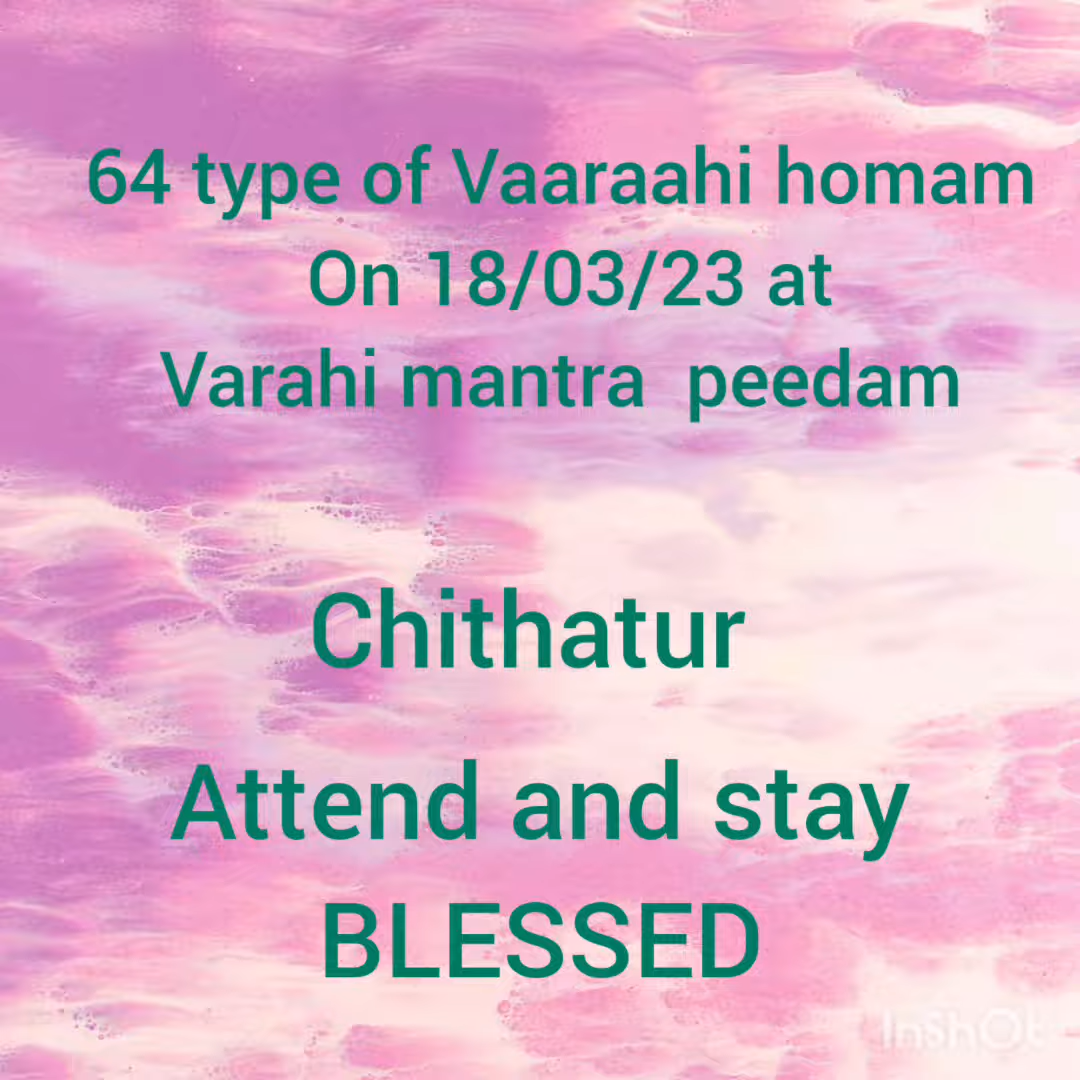 64 type of Vaaraahi homam
On 18/03/23 at
Varahi mantra peedam
Chithatur
Attend and stay
BLESSED
InShOt